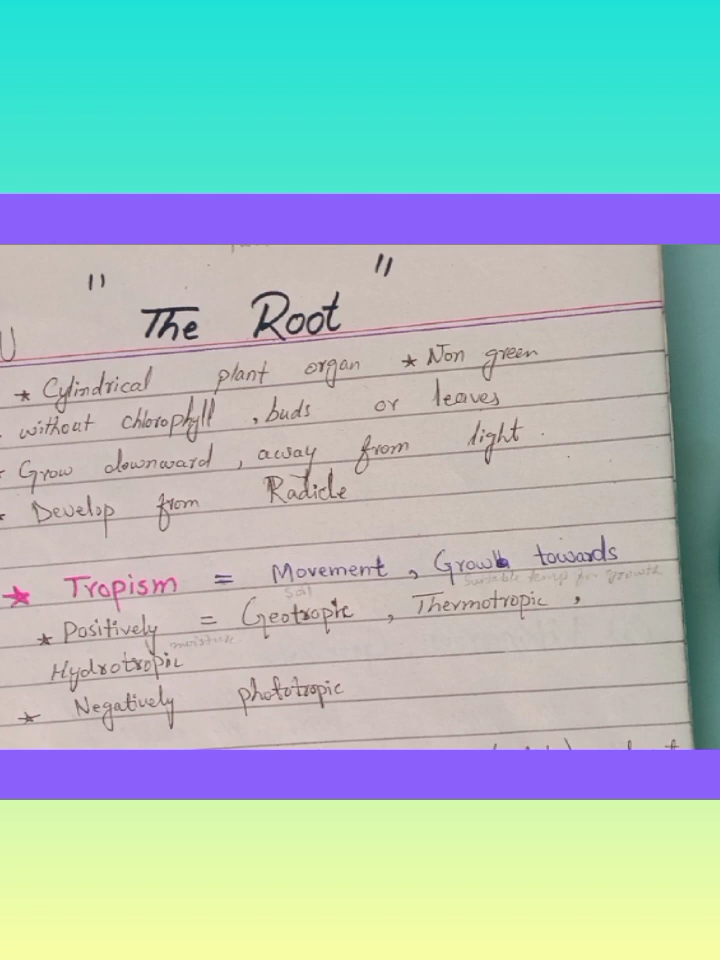 " "
The Root
* Cylindrical plant organ * Non green
without chlorophyll, buds or leaves
Grow downward, away from light.
Develop from Radicle
* Tropism = Movement, Growth towards
soil suitable temp for growth
* Positively = Geotropic, Thermotropic,
moisture
Hydrotropic
* Negatively phototropic